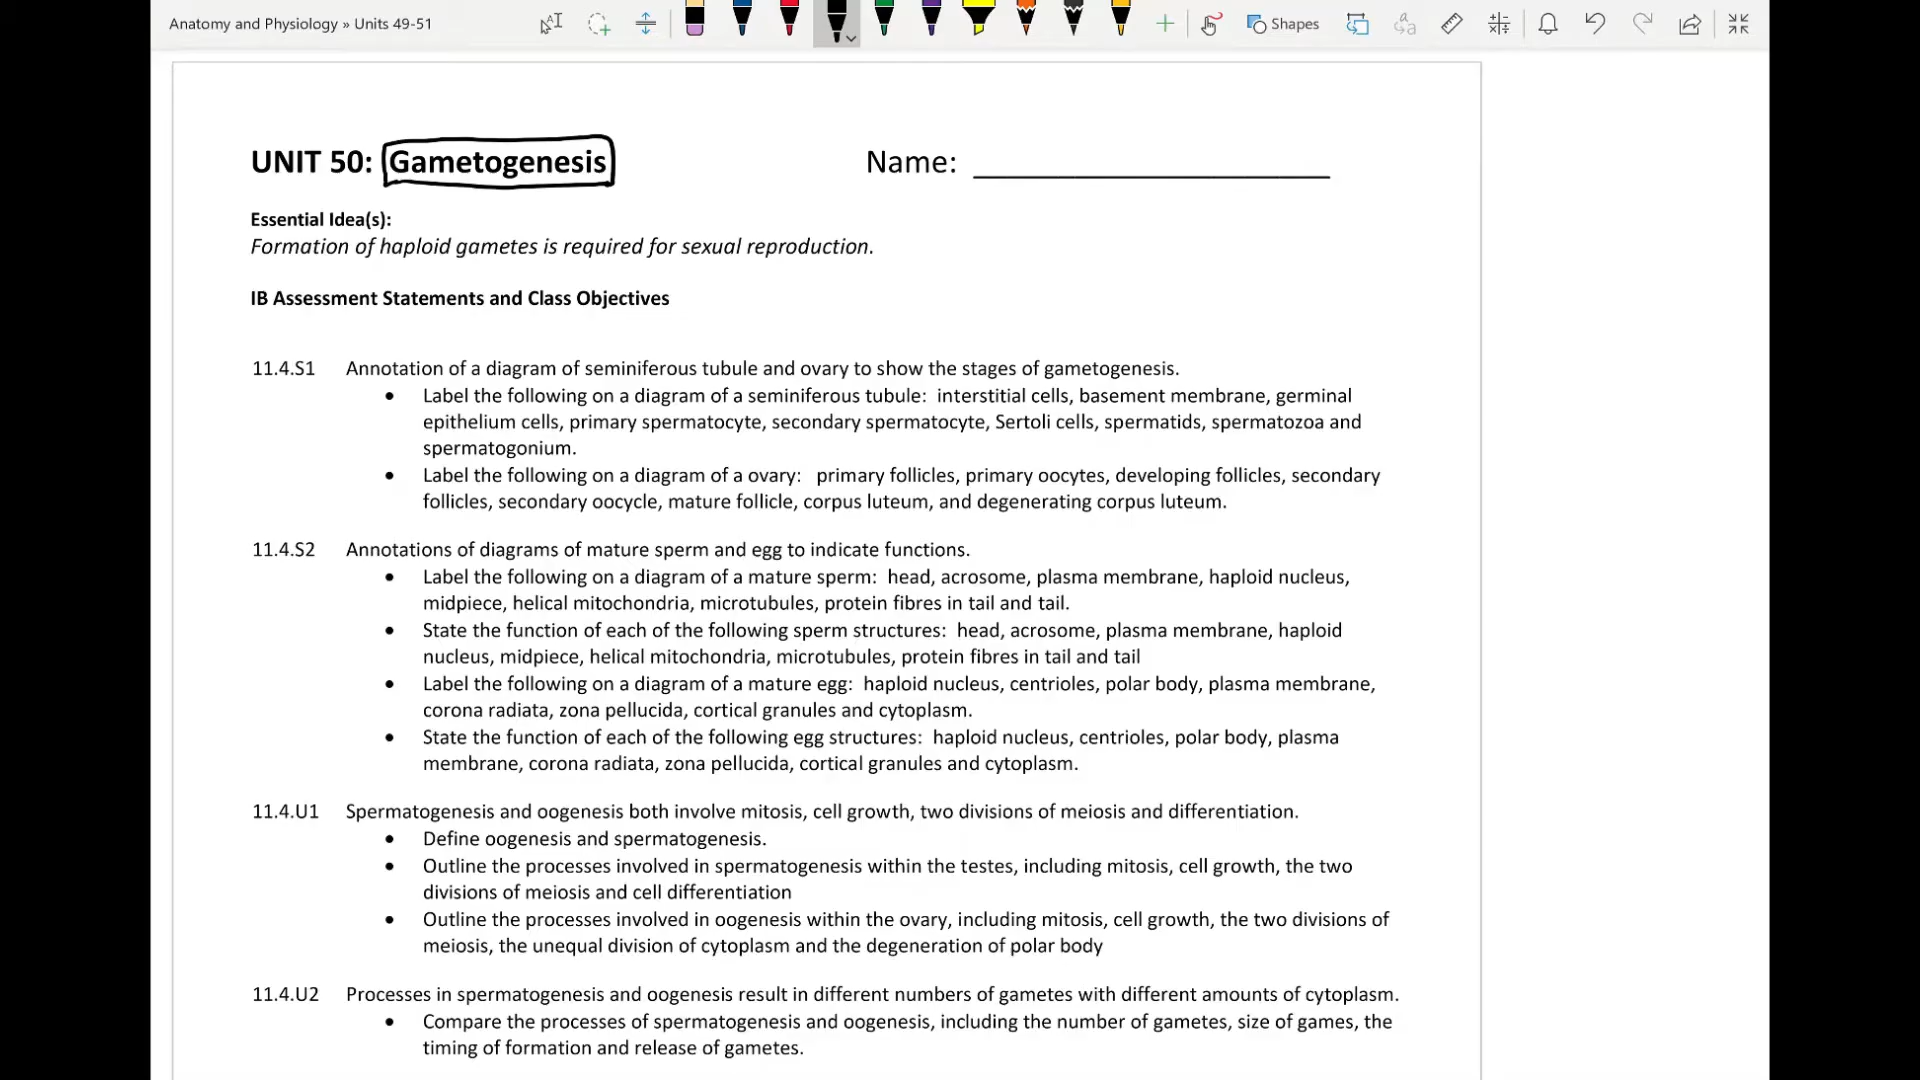 Anatomy and Physiology » Units 49-51
Shapes
UNIT 50: Gametogenesis Name: ______________________
Essential Idea(s):
Formation of haploid gametes is required for sexual reproduction.
IB Assessment Statements and Class Objectives
11.4.S1 Annotation of a diagram of seminiferous tubule and ovary to show the stages of gametogenesis.
• Label the following on a diagram of a seminiferous tubule: interstitial cells, basement membrane, germinal
epithelium cells, primary spermatocyte, secondary spermatocyte, Sertoli cells, spermatids, spermatozoa and
spermatogonium.
• Label the following on a diagram of a ovary: primary follicles, primary oocytes, developing follicles, secondary
follicles, secondary oocycle, mature follicle, corpus luteum, and degenerating corpus luteum.
11.4.S2 Annotations of diagrams of mature sperm and egg to indicate functions.
• Label the following on a diagram of a mature sperm: head, acrosome, plasma membrane, haploid nucleus,
midpiece, helical mitochondria, microtubules, protein fibres in tail and tail.
• State the function of each of the following sperm structures: head, acrosome, plasma membrane, haploid
nucleus, midpiece, helical mitochondria, microtubules, protein fibres in tail and tail
• Label the following on a diagram of a mature egg: haploid nucleus, centrioles, polar body, plasma membrane,
corona radiata, zona pellucida, cortical granules and cytoplasm.
• State the function of each of the following egg structures: haploid nucleus, centrioles, polar body, plasma
membrane, corona radiata, zona pellucida, cortical granules and cytoplasm.
11.4.U1 Spermatogenesis and oogenesis both involve mitosis, cell growth, two divisions of meiosis and differentiation.
• Define oogenesis and spermatogenesis.
• Outline the processes involved in spermatogenesis within the testes, including mitosis, cell growth, the two
divisions of meiosis and cell differentiation
• Outline the processes involved in oogenesis within the ovary, including mitosis, cell growth, the two divisions of
meiosis, the unequal division of cytoplasm and the degeneration of polar body
11.4.U2 Processes in spermatogenesis and oogenesis result in different numbers of gametes with different amounts of cytoplasm.
• Compare the processes of spermatogenesis and oogenesis, including the number of gametes, size of games, the
timing of formation and release of gametes.